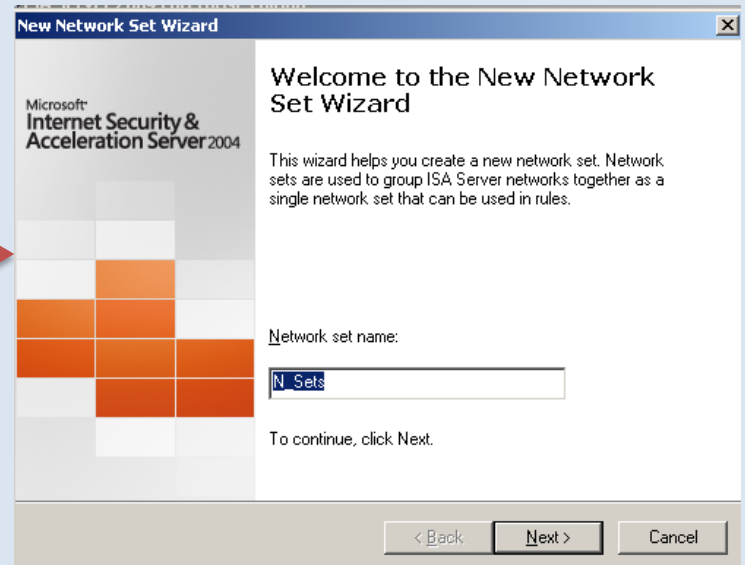 New Network Set Wizard
Microsoft
Internet Security &
Acceleration Server 2004
Welcome to the New Network
Set Wizard
This wizard helps you create a new network set. Network
sets are used to group ISA Server networks together as a
single network set that can be used in rules.
Network set name:
N_Sets
To continue, click Next.
< Back
Next >
Cancel